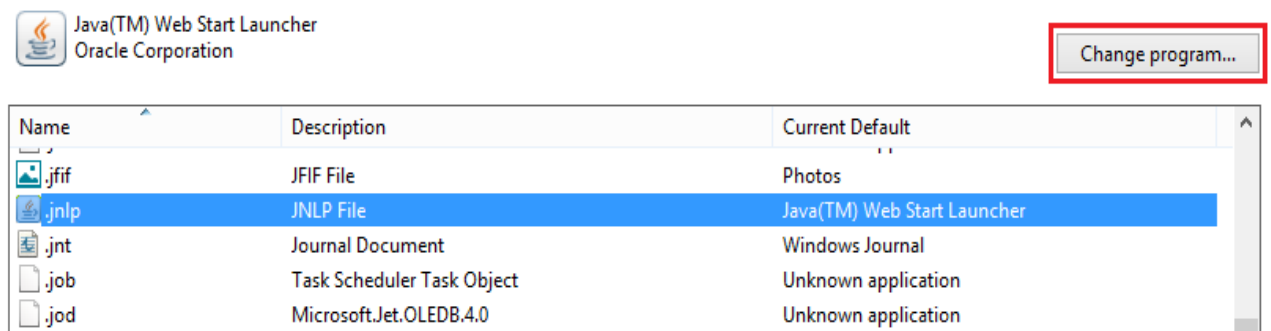 Java(TM) Web Start Launcher
Oracle Corporation
Change program...
Name Description Current Default
.jfif JFIF File Photos
.jnlp JNLP File Java(TM) Web Start Launcher
.jnt Journal Document Windows Journal
.job Task Scheduler Task Object Unknown application
.jod Microsoft.Jet.OLEDB.4.0 Unknown application